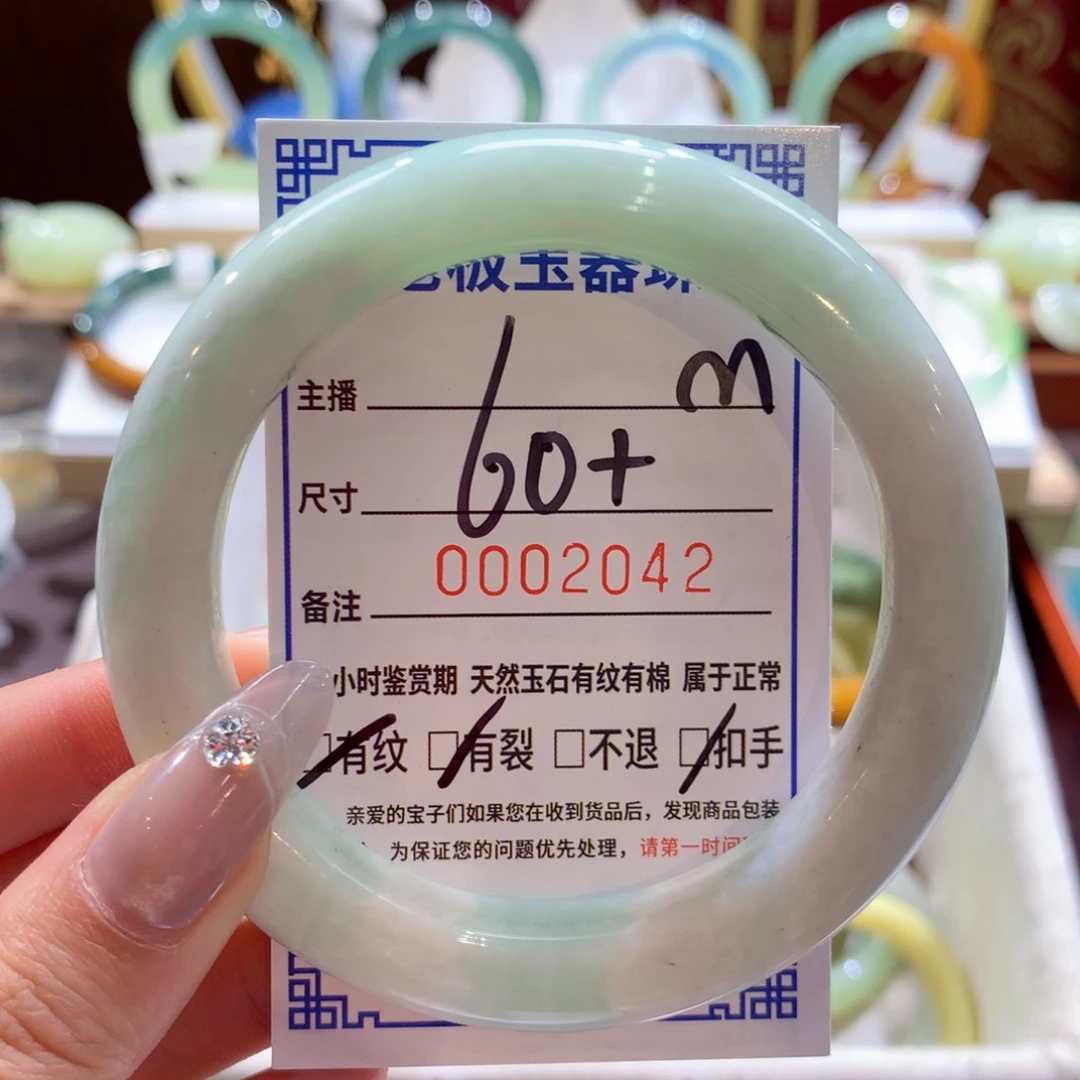 板玉器
m
主播
60+
尺寸
0002042
备注
小时鉴赏期 天然玉石有纹有棉 属于正常
□有纹 □有裂 □不退 □扣手
亲爱的宝子们如果您在收到货品后，发现商品包装
为保证您的问题优先处理，请第一时间